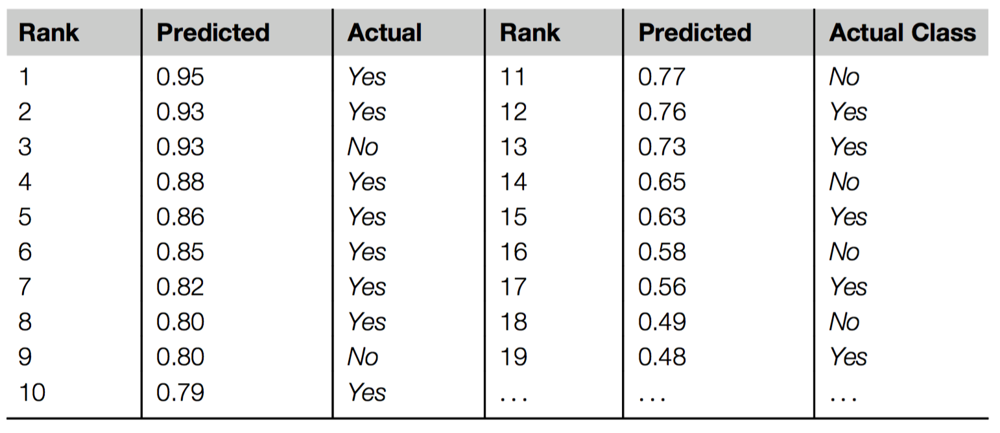 Rank Predicted Actual Rank Predicted Actual Class
1 0.95 Yes 11 0.77 No
2 0.93 Yes 12 0.76 Yes
3 0.93 No 13 0.73 Yes
4 0.88 Yes 14 0.65 No
5 0.86 Yes 15 0.63 Yes
6 0.85 Yes 16 0.58 No
7 0.82 Yes 17 0.56 Yes
8 0.80 Yes 18 0.49 No
9 0.80 No 19 0.48 Yes
10 0.79 Yes ... ... ...